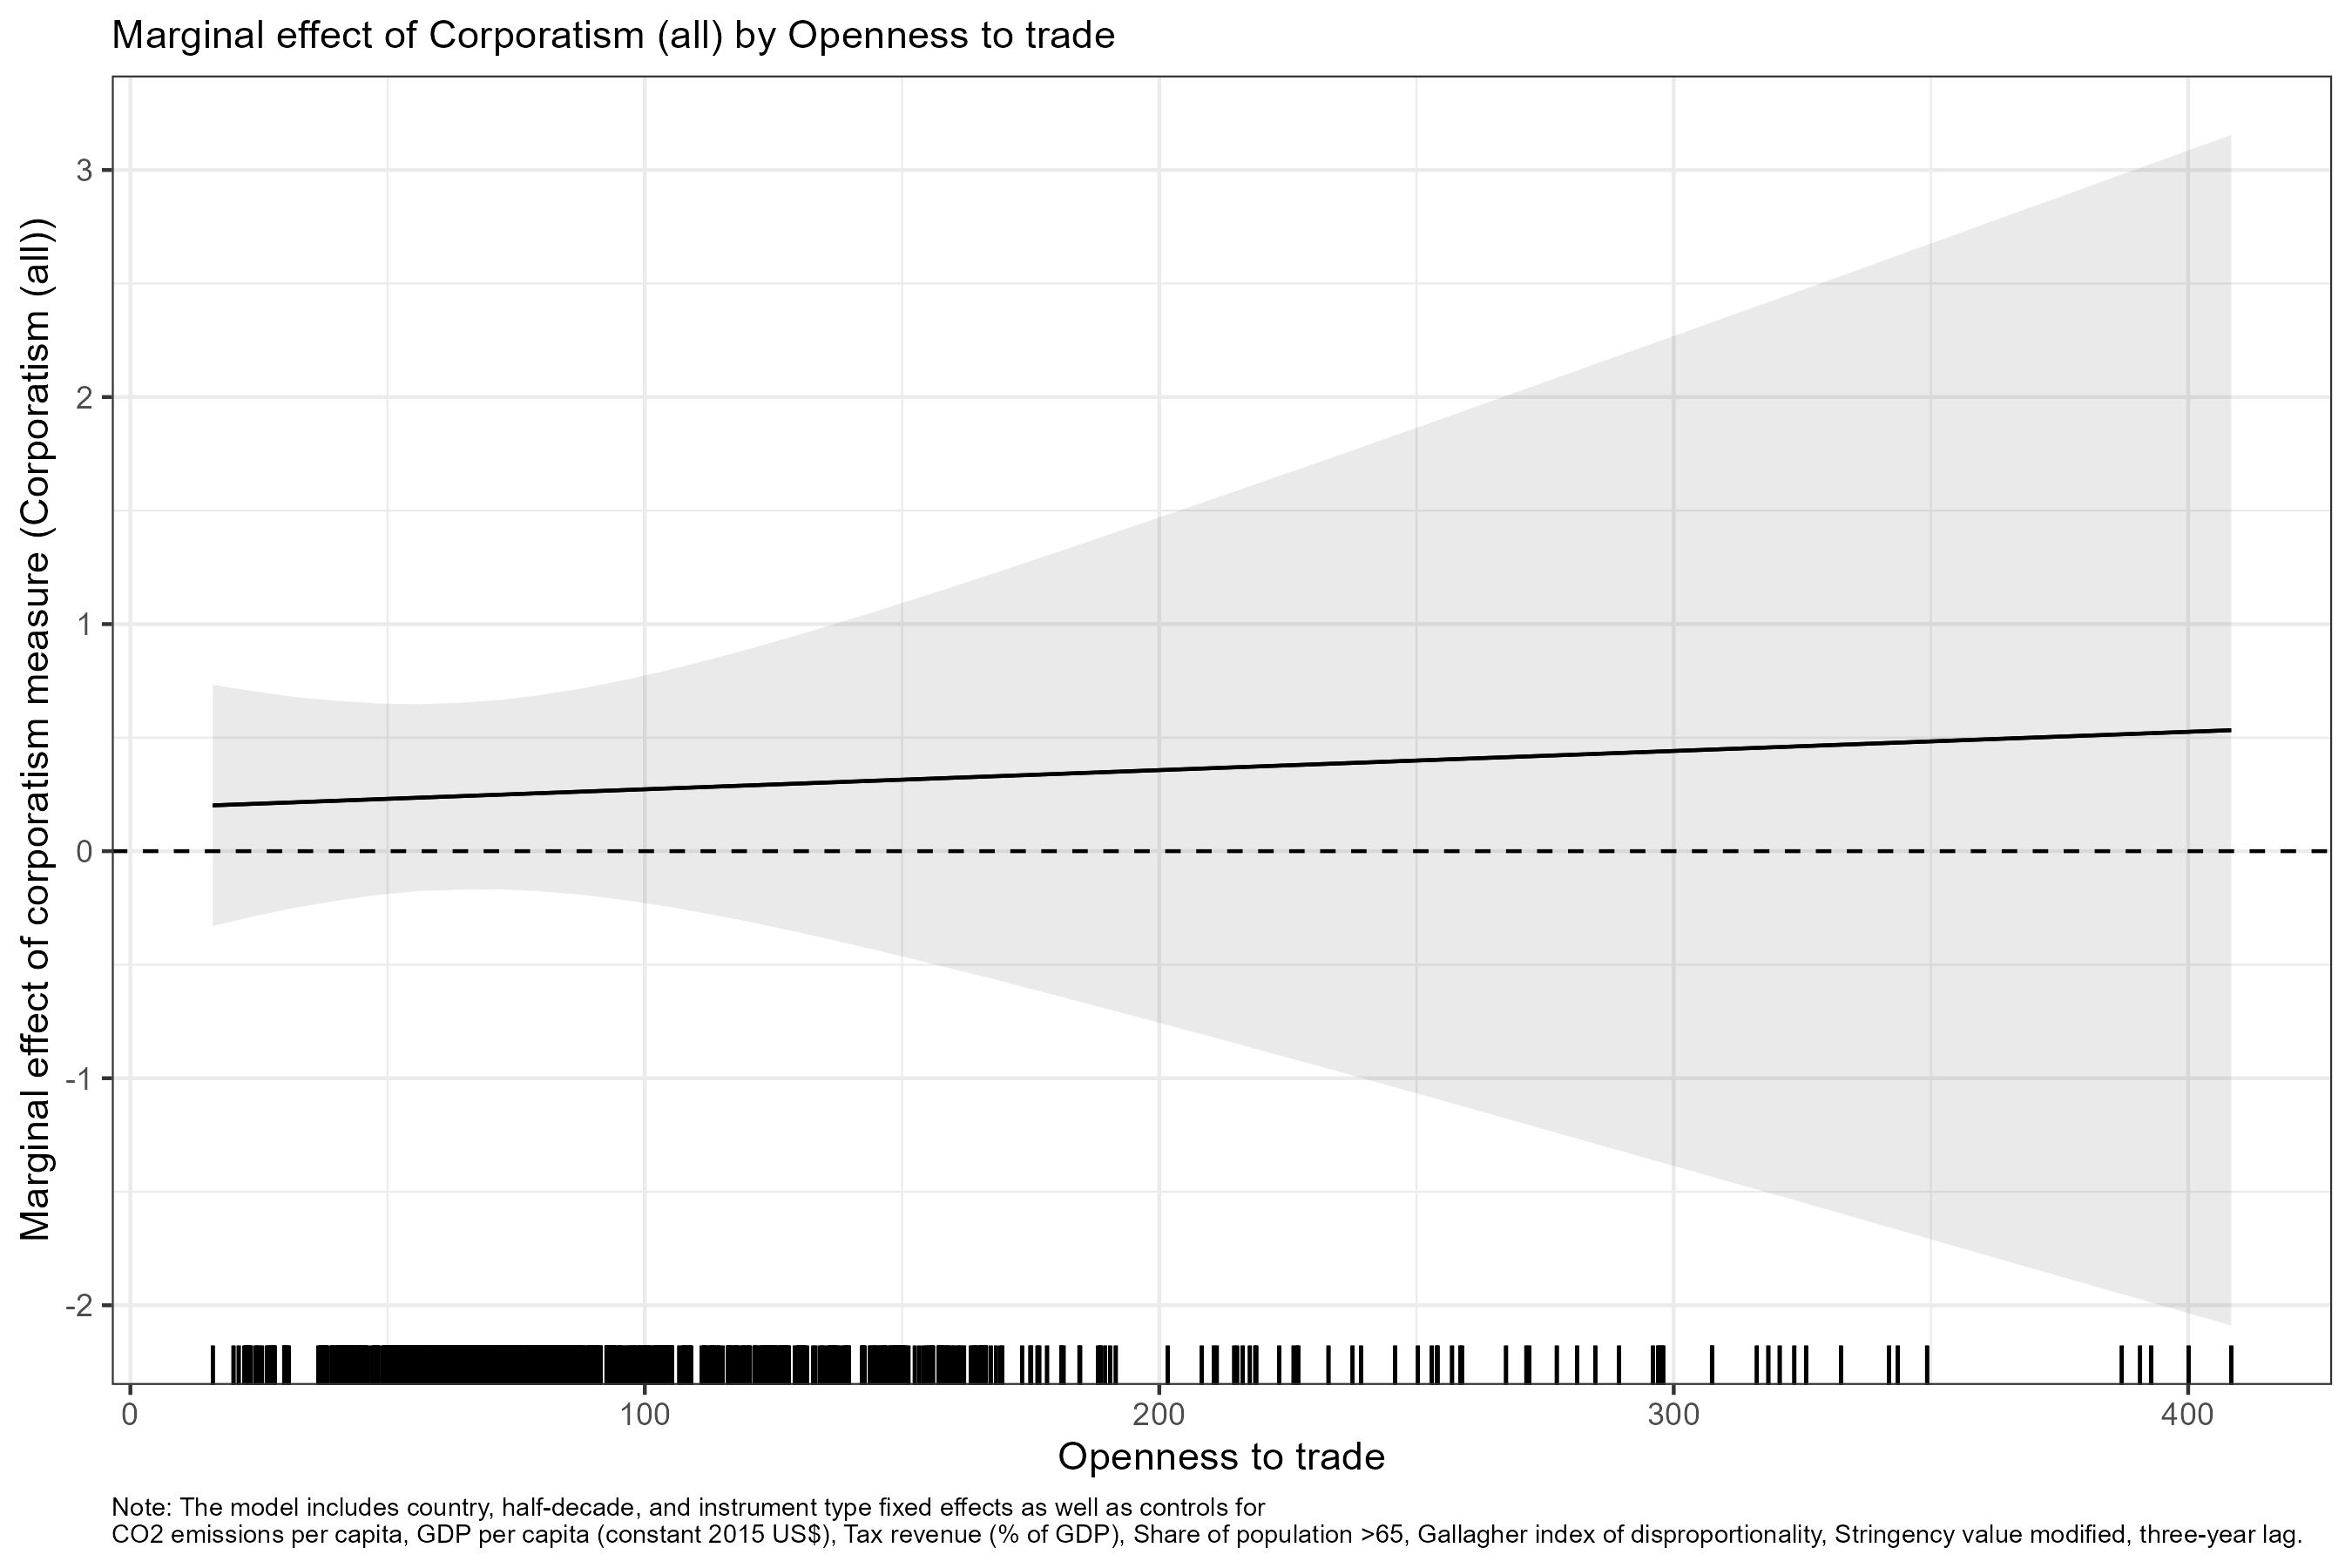 Marginal effect of Corporatism (all) by Openness to trade
Marginal effect of corporatism measure (Corporatism (all))
3
2
1
0
-1
-2
0
100
200
300
400
Openness to trade
Note: The model includes country, half-decade, and instrument type fixed effects as well as controls for
CO2 emissions per capita, GDP per capita (constant 2015 US$), Tax revenue (% of GDP), Share of population >65, Gallagher index of disproportionality, Stringency value modified, three-year lag.